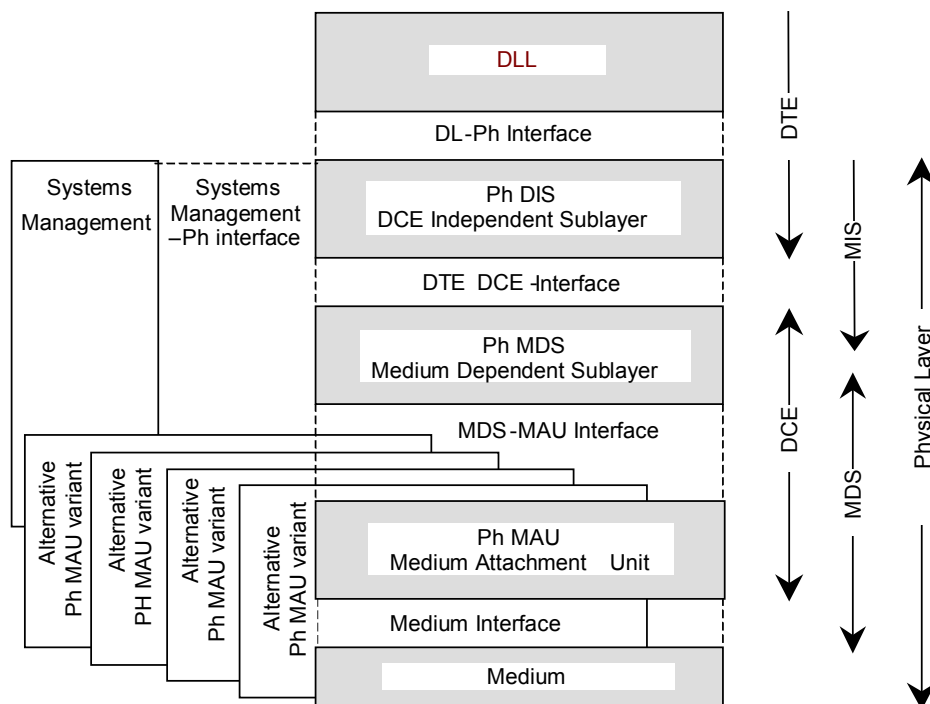 DLL
DL-Ph Interface
Systems
Management
Systems
Management
–Ph interface
Ph DIS
DCE Independent Sublayer
DTE DCE -Interface
Ph MDS
Medium Dependent Sublayer
MDS-MAU Interface
Alternative
Ph MAU variant
Alternative
PH MAU variant
Alternative
Ph MAU variant
Alternative
Ph MAU variant
Ph MAU
Medium Attachment Unit
Medium Interface
Medium
DTE
DCE
MIS
MDS
Physical Layer